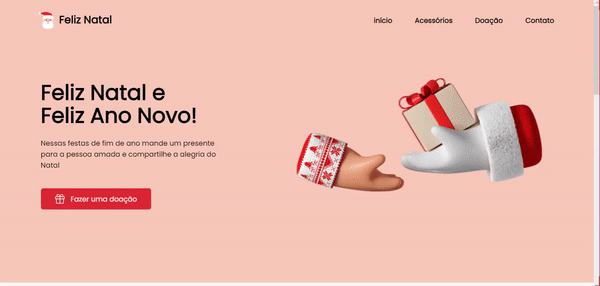 Feliz Natal
início
Acessórios
Doação
Contato
Feliz Natal e
Feliz Ano Novo!
Nessas festas de fim de ano mande um presente
para a pessoa amada e compartilhe a alegria do
Natal
Fazer uma doação